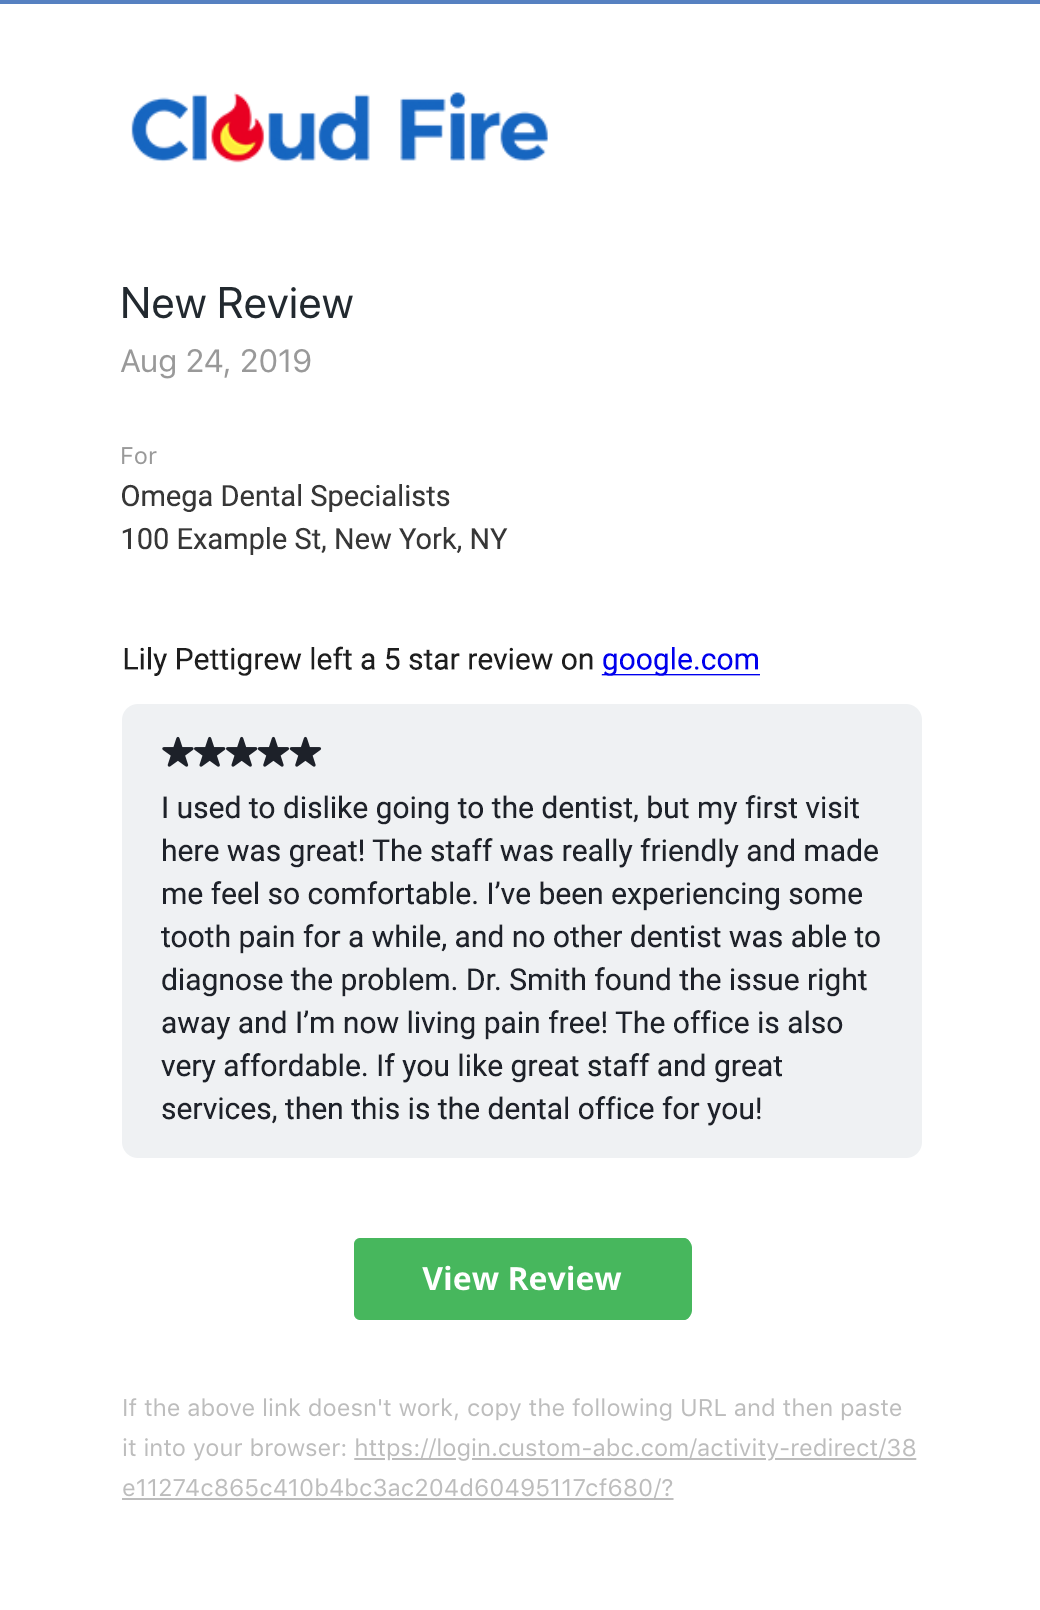 Cloud Fire
New Review
Aug 24, 2019
For
Omega Dental Specialists
100 Example St, New York, NY
Lily Pettigrew left a 5 star review on google.com
I used to dislike going to the dentist, but my first visit
here was great! The staff was really friendly and made
me feel so comfortable. I’ve been experiencing some
tooth pain for a while, and no other dentist was able to
diagnose the problem. Dr. Smith found the issue right
away and I’m now living pain free! The office is also
very affordable. If you like great staff and great
services, then this is the dental office for you!
View Review
If the above link doesn't work, copy the following URL and then paste
it into your browser: https://login.custom-abc.com/activity-redirect/38
e11274c865c410b4bc3ac204d60495117cf680/?